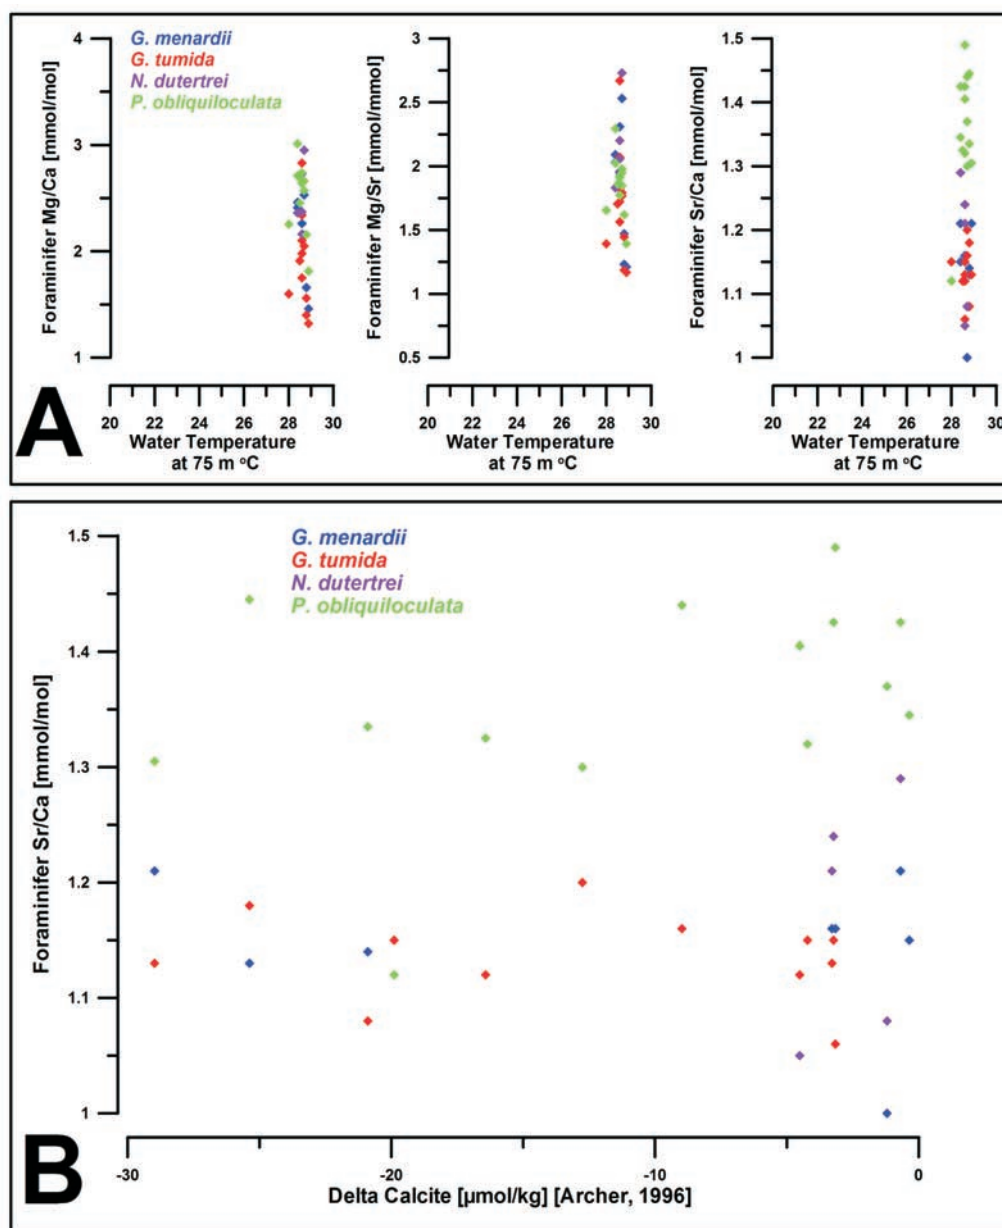 4
3
2
1
Foraminifer Mg/Ca [mmol/mol]
G. menardii
G. tumida
N. dutertrei
P. obliquiloculata
20 22 24 26 28 30
Water Temperature
at 75 m ºC
3
2.5
2
1.5
1
0.5
Foraminifer Mg/Sr [mmol/mmol]
20 22 24 26 28 30
Water Temperature
at 75 m ºC
1.5
1.4
1.3
1.2
1.1
1
Foraminifer Sr/Ca [mmol/mol]
20 22 24 26 28 30
Water Temperature
at 75 m ºC
A
G. menardii
G. tumida
N. dutertrei
P. obliquiloculata
1.5
1.4
1.3
1.2
1.1
1
Foraminifer Sr/Ca [mmol/mol]
-30 -20 -10 0
Delta Calcite [µmol/kg] [Archer, 1996]
B